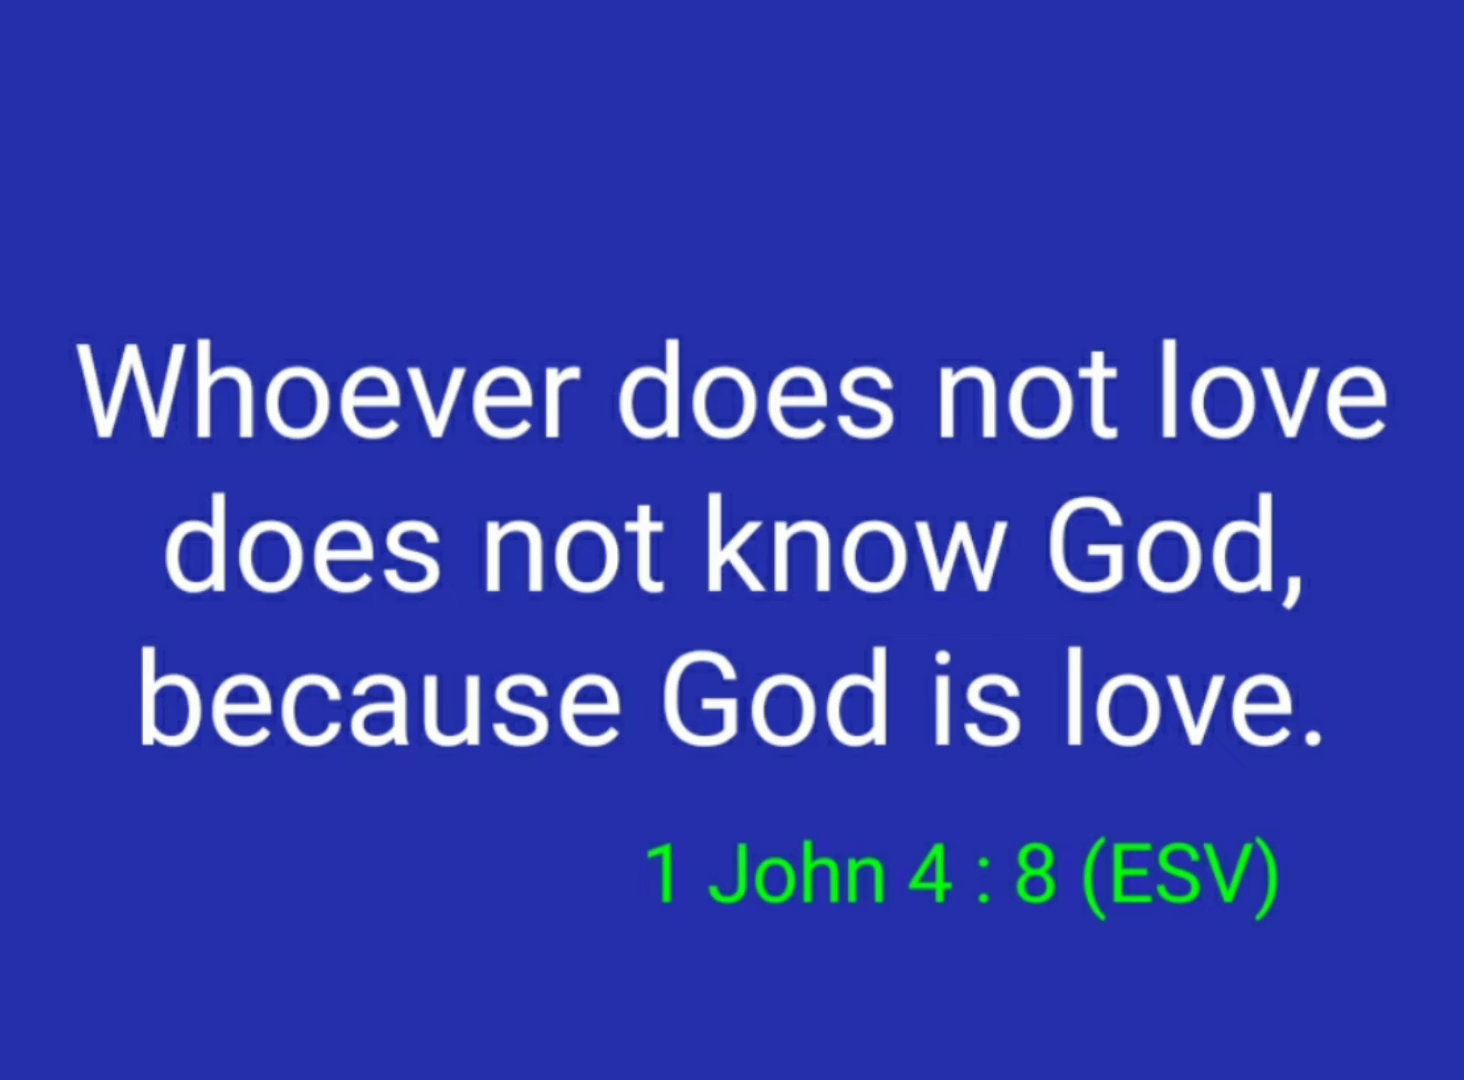 Whoever does not love
does not know God,
because God is love.
1 John 4 : 8 (ESV)